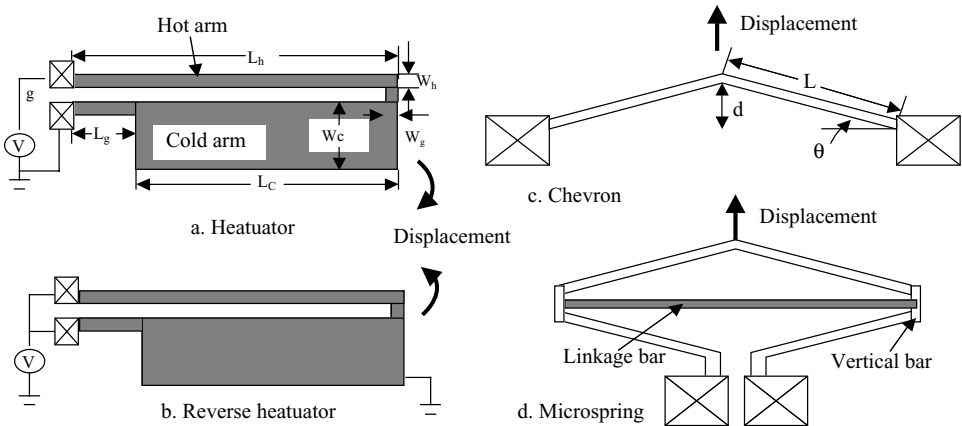 Hot arm
L_h
W_h
g
V
L_g
Cold arm
Wc
W_g
L_C
a. Heatuator
Displacement
V
b. Reverse heatuator
Displacement
L
d
θ
c. Chevron
Displacement
Linkage bar
Vertical bar
d. Microspring